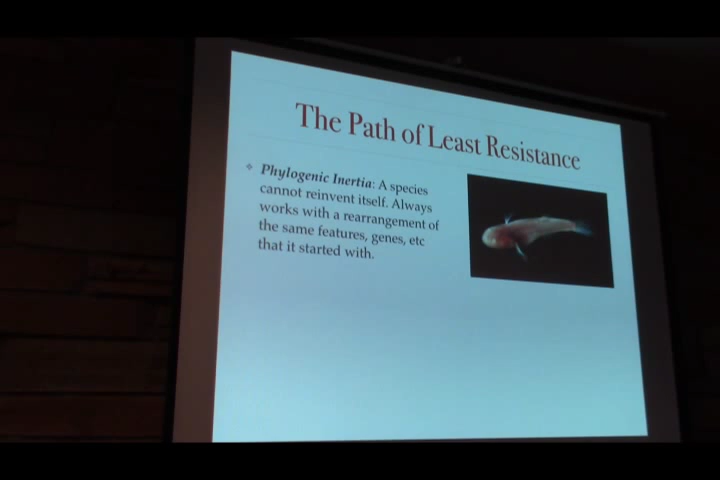 The Path of Least Resistance
Phylogenic Inertia: A species
cannot reinvent itself. Always
works with a rearrangement of
the same features, genes, etc
that it started with.